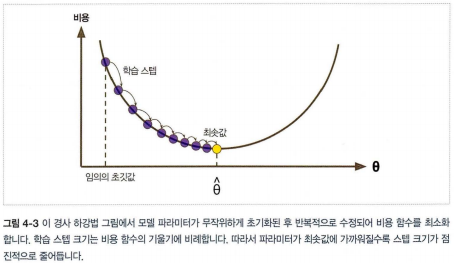 비용
학습 스텝
최솟값
θ
임의의 초깃값
θ̂
그림 4-3 이 경사 하강법 그림에서 모델 파라미터가 무작위하게 초기화된 후 반복적으로 수정되어 비용 함수를 최소화
합니다. 학습 스텝 크기는 비용 함수의 기울기에 비례합니다. 따라서 파라미터가 최솟값에 가까워질수록 스텝 크기가 점
진적으로 줄어듭니다.